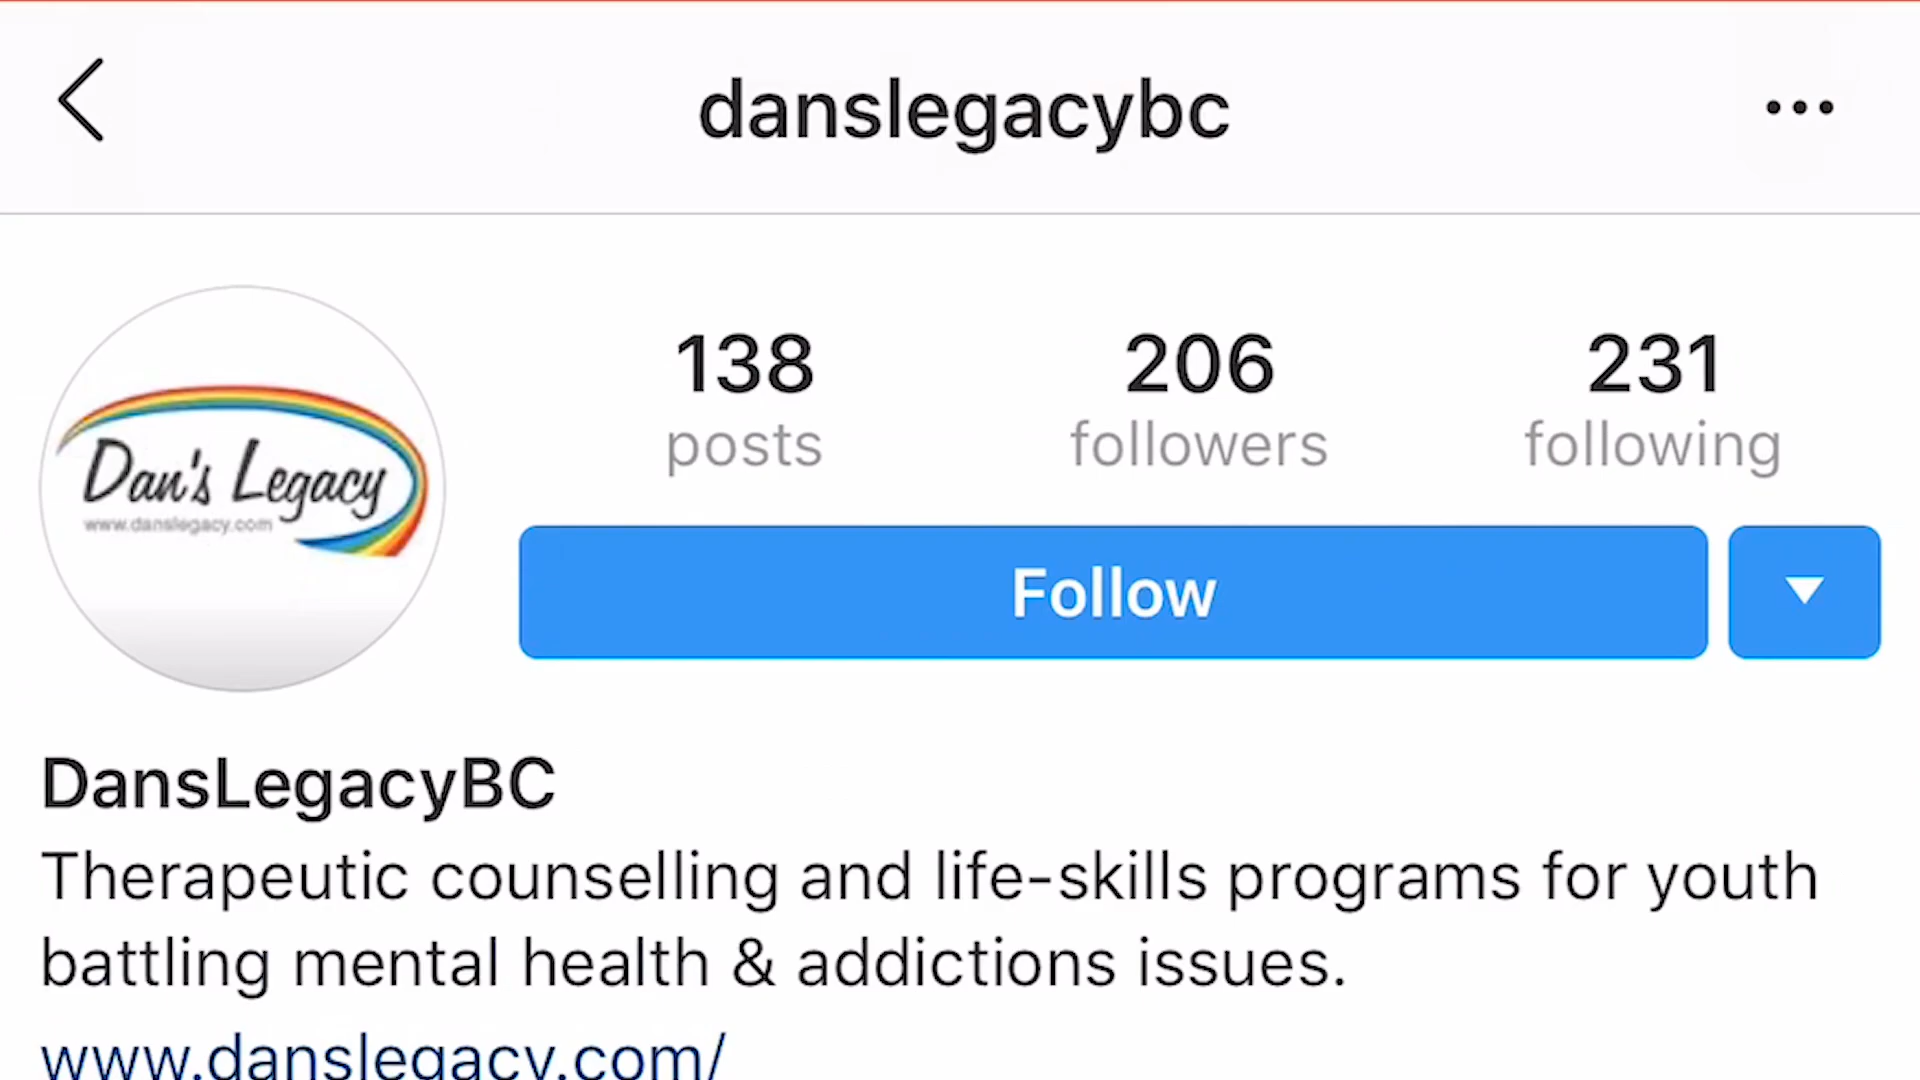 danslegacybc
138
206
231
posts
followers
following
Dan's Legacy
www.danslegacy.com
Follow
DansLegacyBC
Therapeutic counselling and life-skills programs for youth
battling mental health & addictions issues.
www.danslegacy.com/